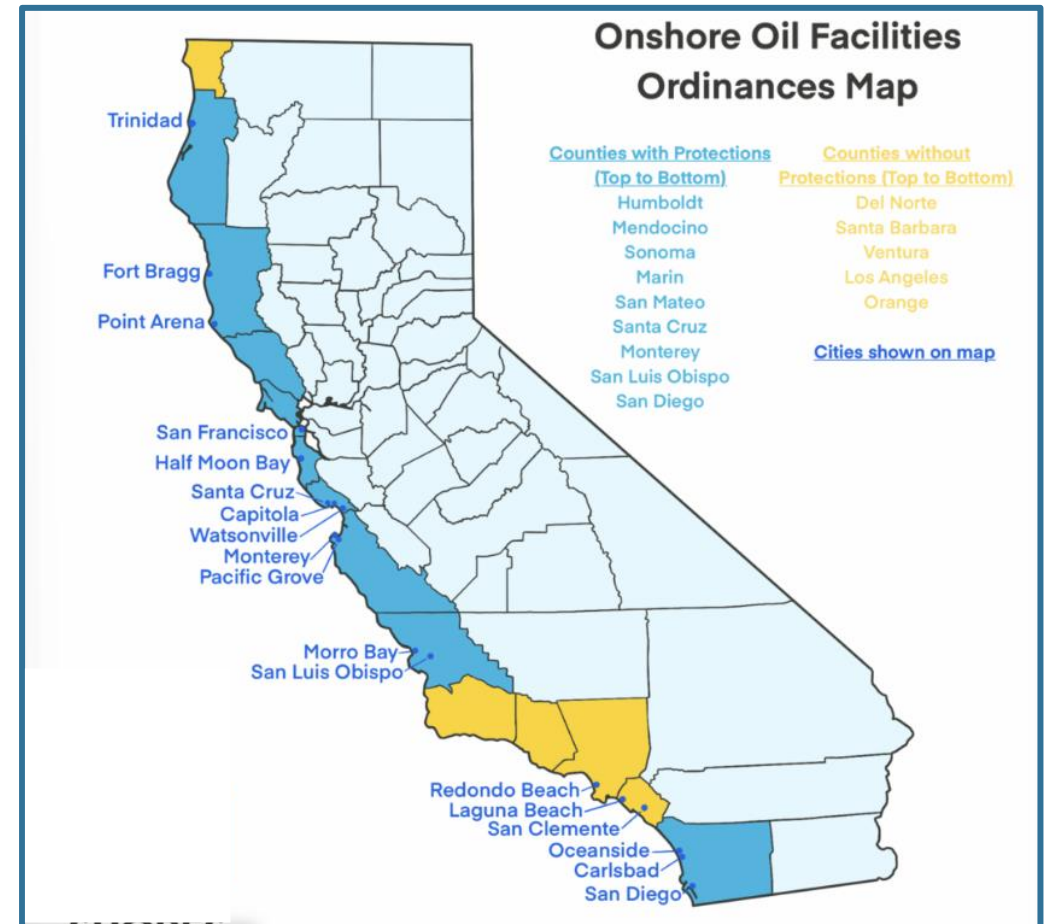 Onshore Oil Facilities
Ordinances Map
Counties with Protections
(Top to Bottom)
Humboldt
Mendocino
Sonoma
Marin
San Mateo
Santa Cruz
Monterey
San Luis Obispo
San Diego
Counties without
Protections (Top to Bottom)
Del Norte
Santa Barbara
Ventura
Los Angeles
Orange
Cities shown on map
Trinidad
Fort Bragg
Point Arena
San Francisco
Half Moon Bay
Santa Cruz
Capitola
Watsonville
Monterey
Pacific Grove
Morro Bay
San Luis Obispo
Redondo Beach
Laguna Beach
San Clemente
Oceanside
Carlsbad
San Diego